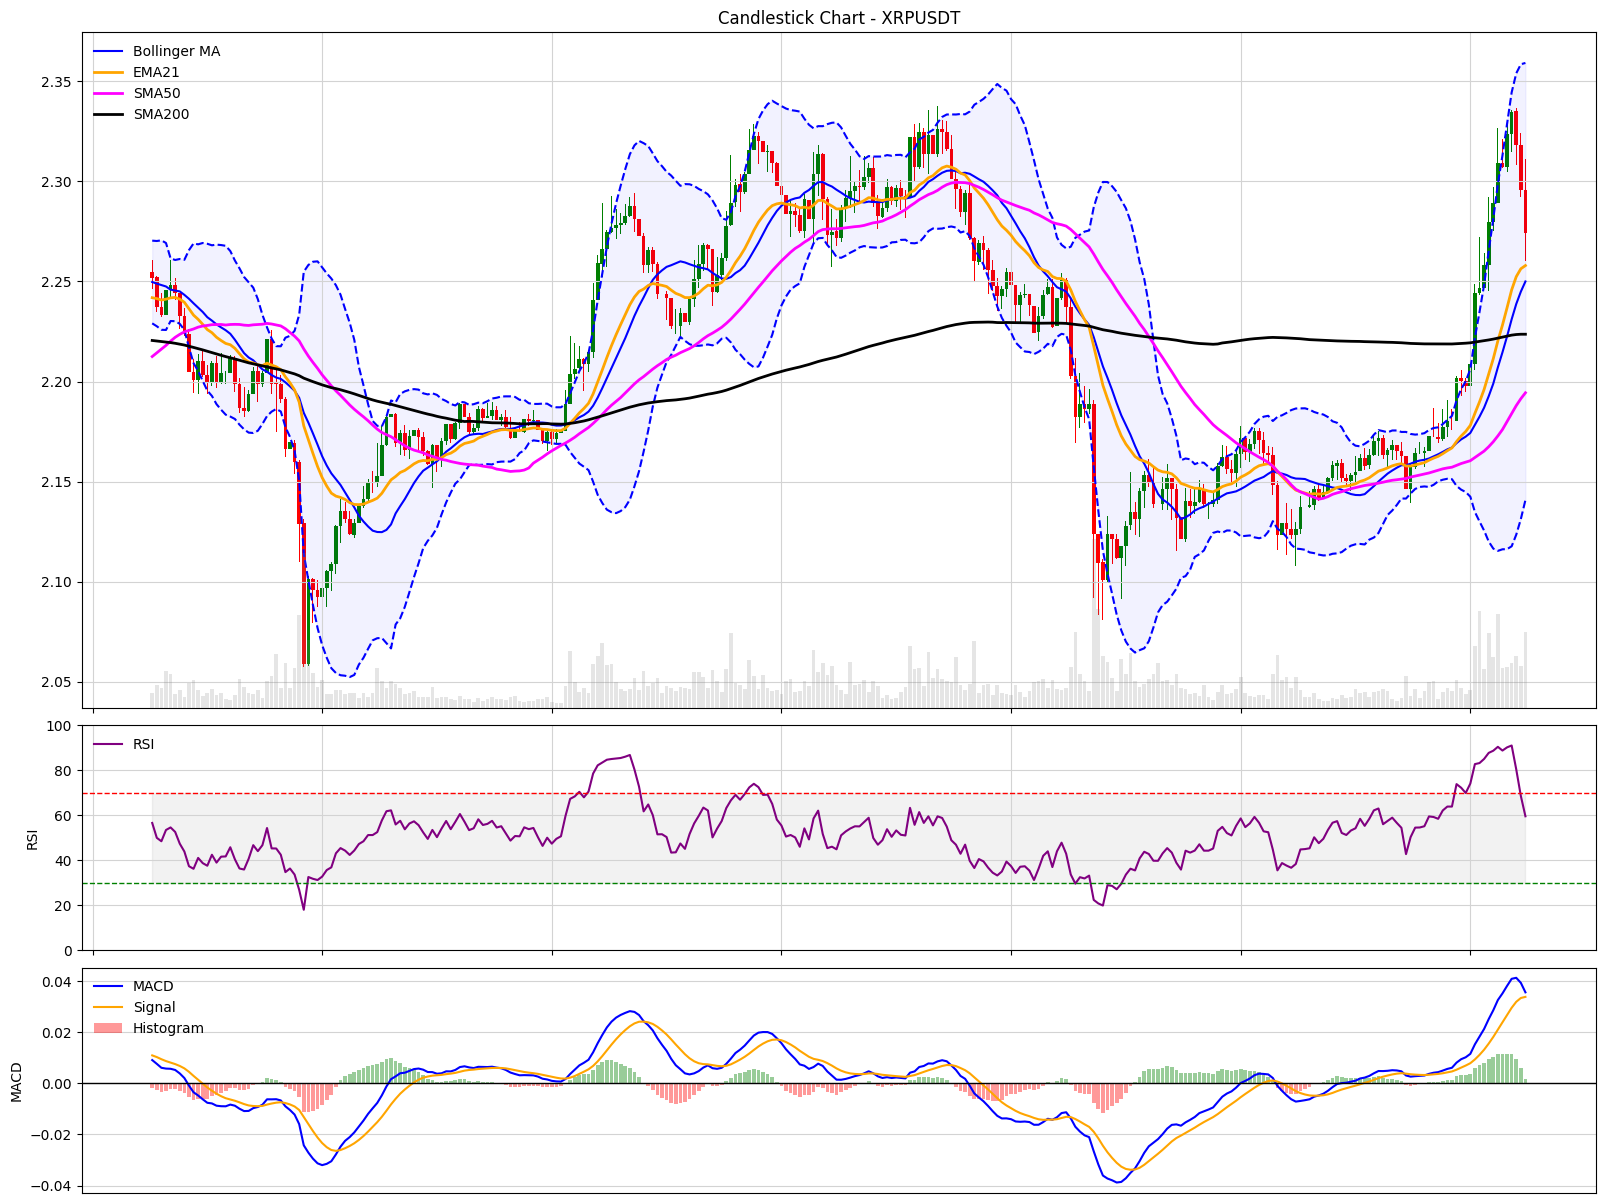 Candlestick Chart - XRPUSDT
Bollinger MA
EMA21
SMA50
SMA200
2.35
2.30
2.25
2.20
2.15
2.10
2.05
100
80
60
40
20
0
RSI
RSI
0.04
0.02
0.00
−0.02
−0.04
MACD
MACD
Signal
Histogram